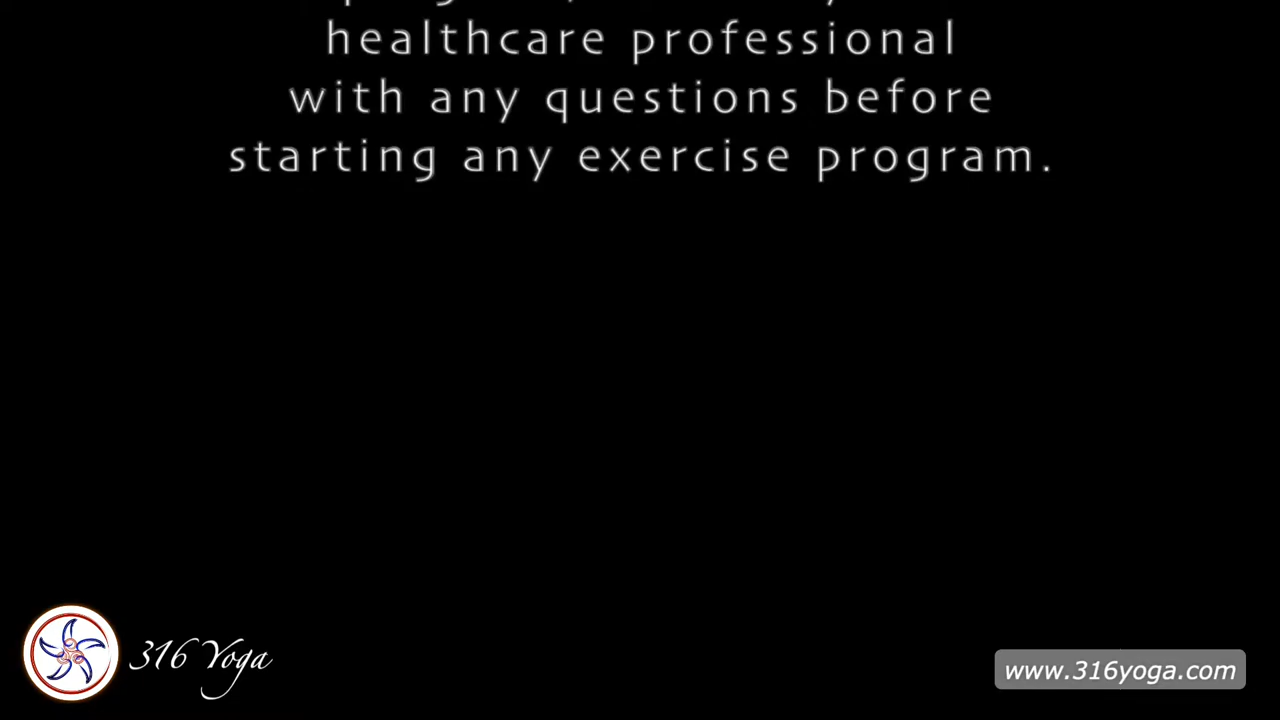 healthcare professional
with any questions before
starting any exercise program.
316 Yoga
www.316yoga.com